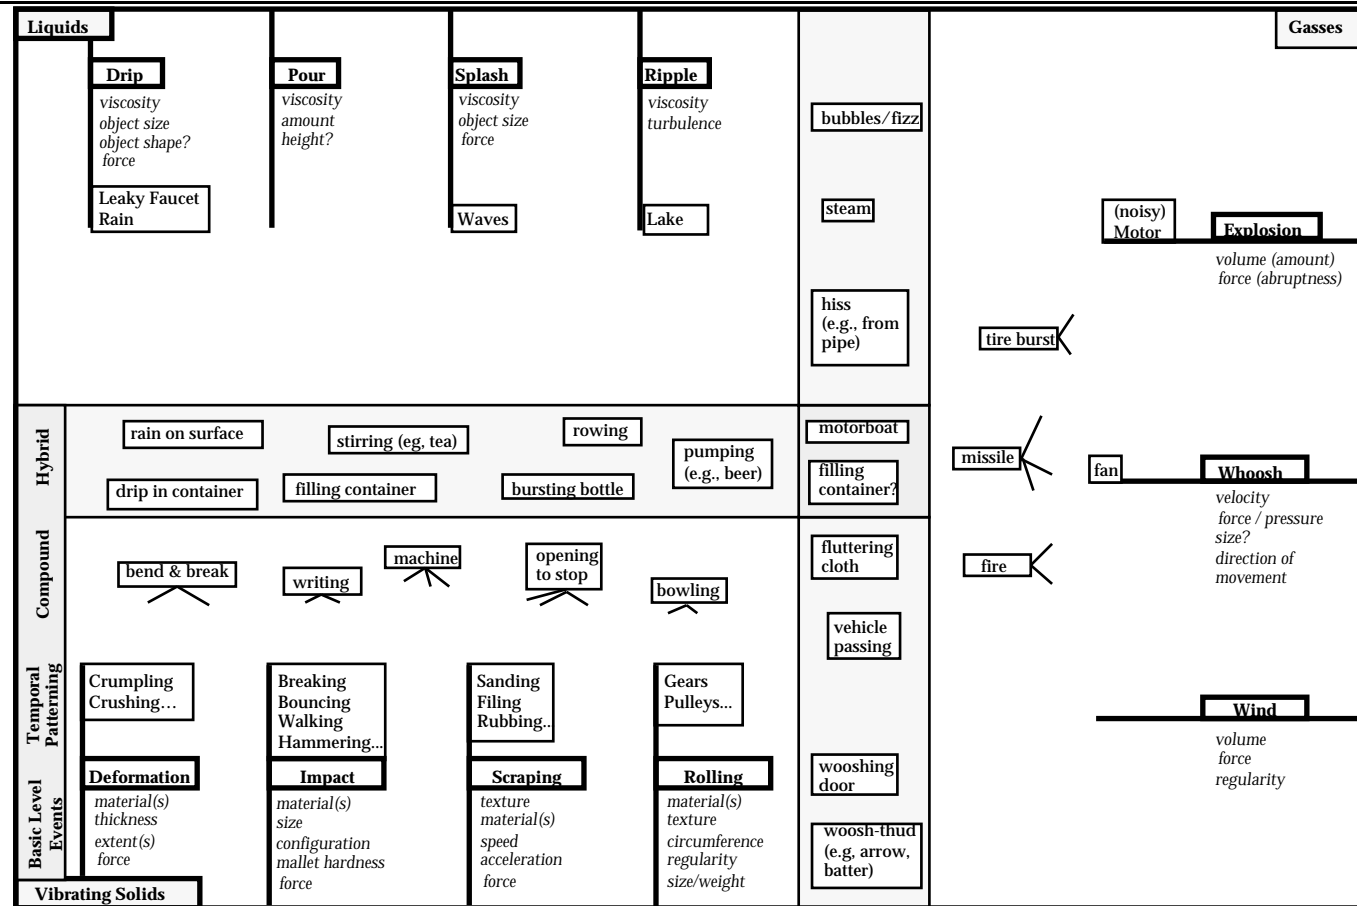 Liquids
Gasses
Drip
viscosity
object size
object shape?
force
Leaky Faucet
Rain
Pour
viscosity
amount
height?
Splash
viscosity
object size
force
Waves
Ripple
viscosity
turbulence
Lake
bubbles/fizz
steam
hiss
(e.g., from
pipe)
(noisy)
Motor
Explosion
volume (amount)
force (abruptness)
tire burst
Hybrid
rain on surface
stirring (eg, tea)
rowing
pumping
(e.g., beer)
drip in container
filling container
bursting bottle
motorboat
filling
container?
missile
fan
Whoosh
velocity
force / pressure
size?
direction of
movement
Compound
bend & break
writing
machine
opening
to stop
bowling
fluttering
cloth
fire
vehicle
passing
Temporal
Patterning
Crumpling
Crushing…
Breaking
Bouncing
Walking
Hammering...
Sanding
Filing
Rubbing..
Gears
Pulleys...
Wind
volume
force
regularity
Basic Level
Events
Deformation
material(s)
thickness
extent(s)
force
Impact
material(s)
size
configuration
mallet hardness
force
Scraping
texture
material(s)
speed
acceleration
force
Rolling
material(s)
texture
circumference
regularity
size/weight
wooshing
door
woosh-thud
(e.g, arrow,
batter)
Vibrating Solids